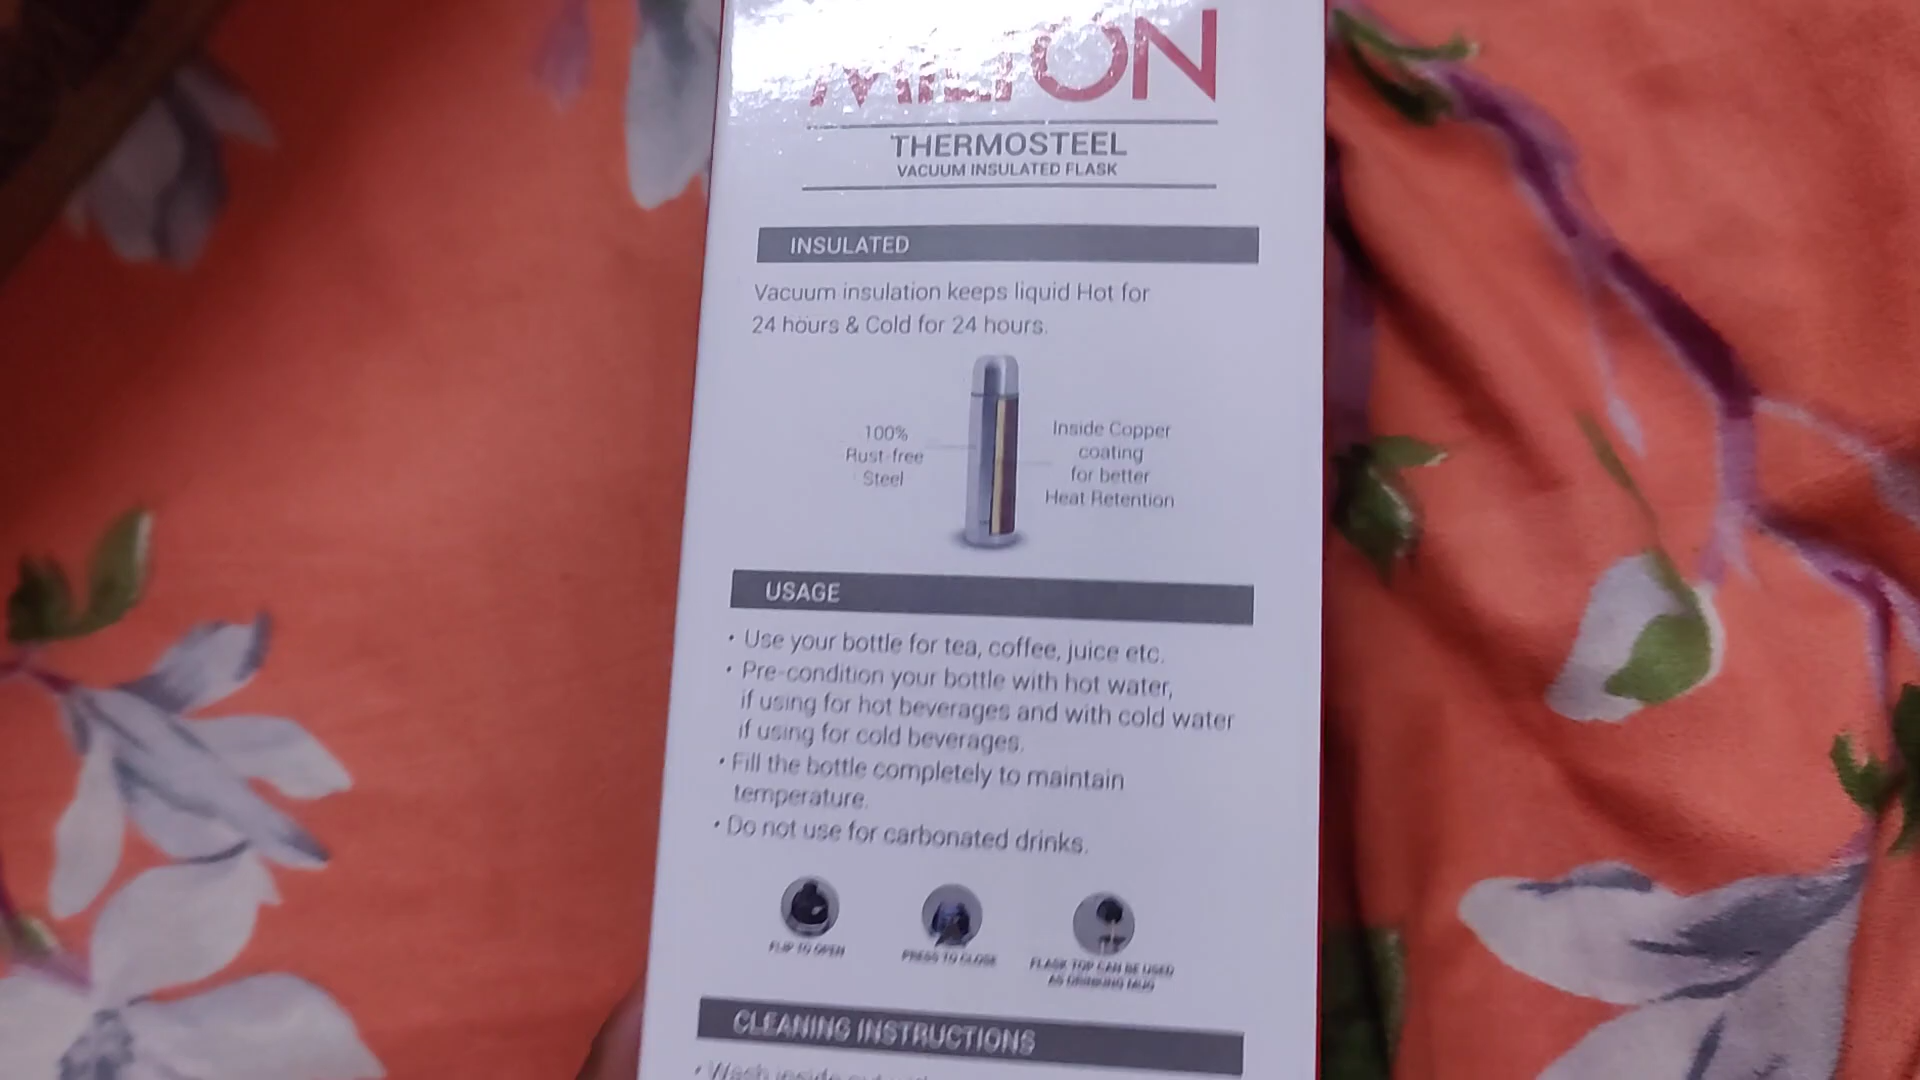 MILTON
THERMOSTEEL
VACUUM INSULATED FLASK
INSULATED
Vacuum insulation keeps liquid Hot for
24 hours & Cold for 24 hours.
100%
Rust-free
Steel
Inside Copper
coating
for better
Heat Retention
USAGE
• Use your bottle for tea, coffee, juice etc.
• Pre-condition your bottle with hot water,
if using for hot beverages and with cold water
if using for cold beverages.
• Fill the bottle completely to maintain
temperature.
• Do not use for carbonated drinks.
FLIP TO OPEN
PRESS TO CLOSE
FLASK TOP CAN BE USED
AS DRINKING MUG
CLEANING INSTRUCTIONS
• Wash inside